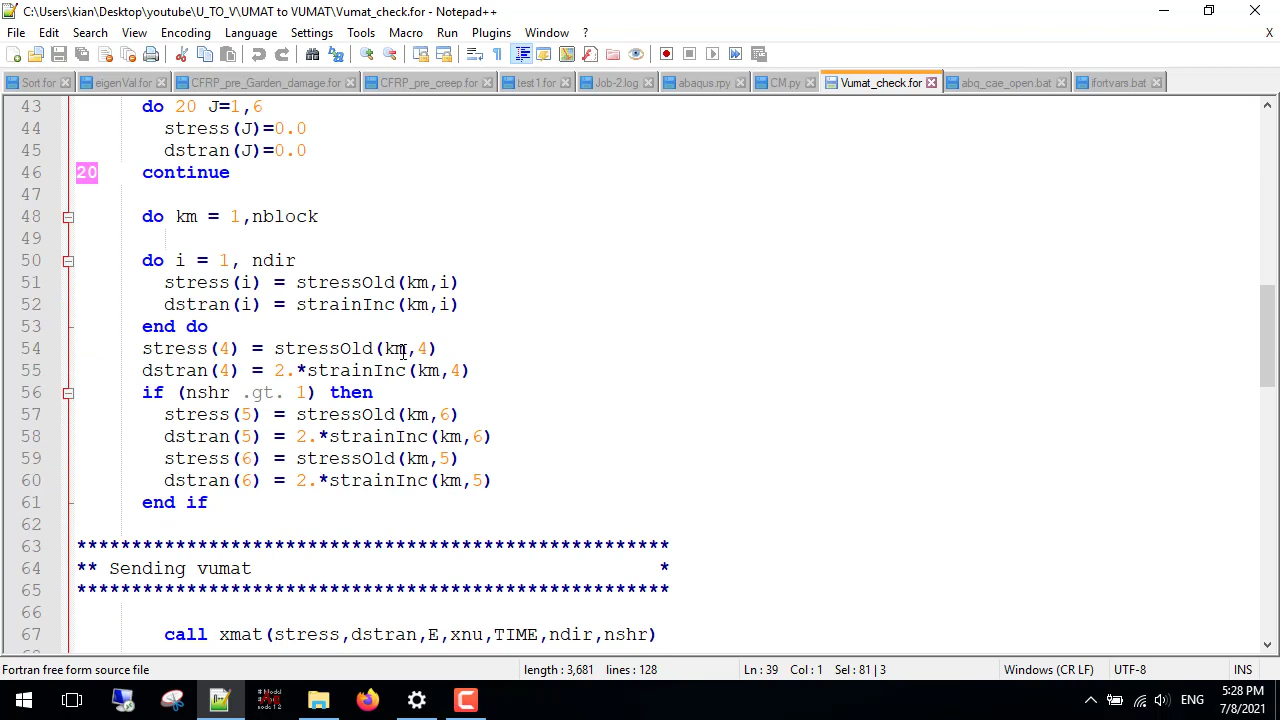 C:\Users\kian\Desktop\youtube\U_TO_V\UMAT to VUMAT\Vumat_check.for - Notepad++
File Edit Search View Encoding Language Settings Tools Macro Run Plugins Window ? X
Sort.for eigenVal.for CFRP_pre_Garden_damage.for CFRP_pre_creep.for test1.for Job-2.log abaqus.rpy CM.py Vumat_check.for abq_cae_open.bat ifortvars.bat
43 do 20 J=1,6
44 stress(J)=0.0
45 dstran(J)=0.0
46 20 continue
47
48 do km = 1,nblock
49
50 do i = 1, ndir
51 stress(i) = stressOld(km,i)
52 dstran(i) = strainInc(km,i)
53 end do
54 stress(4) = stressOld(km,4)
55 dstran(4) = 2.*strainInc(km,4)
56 if (nshr .gt. 1) then
57 stress(5) = stressOld(km,6)
58 dstran(5) = 2.*strainInc(km,6)
59 stress(6) = stressOld(km,5)
60 dstran(6) = 2.*strainInc(km,5)
61 end if
62
63 ******************************************************
64 ** Sending vumat *
65 ******************************************************
66
67 call xmat(stress,dstran,E,xnu,TIME,ndir,nshr)
Fortran free form source file length : 3,681 lines : 128 Ln : 39 Col : 1 Sel : 81 | 3 Windows (CR LF) UTF-8 INS
ENG 5:28 PM
7/8/2021